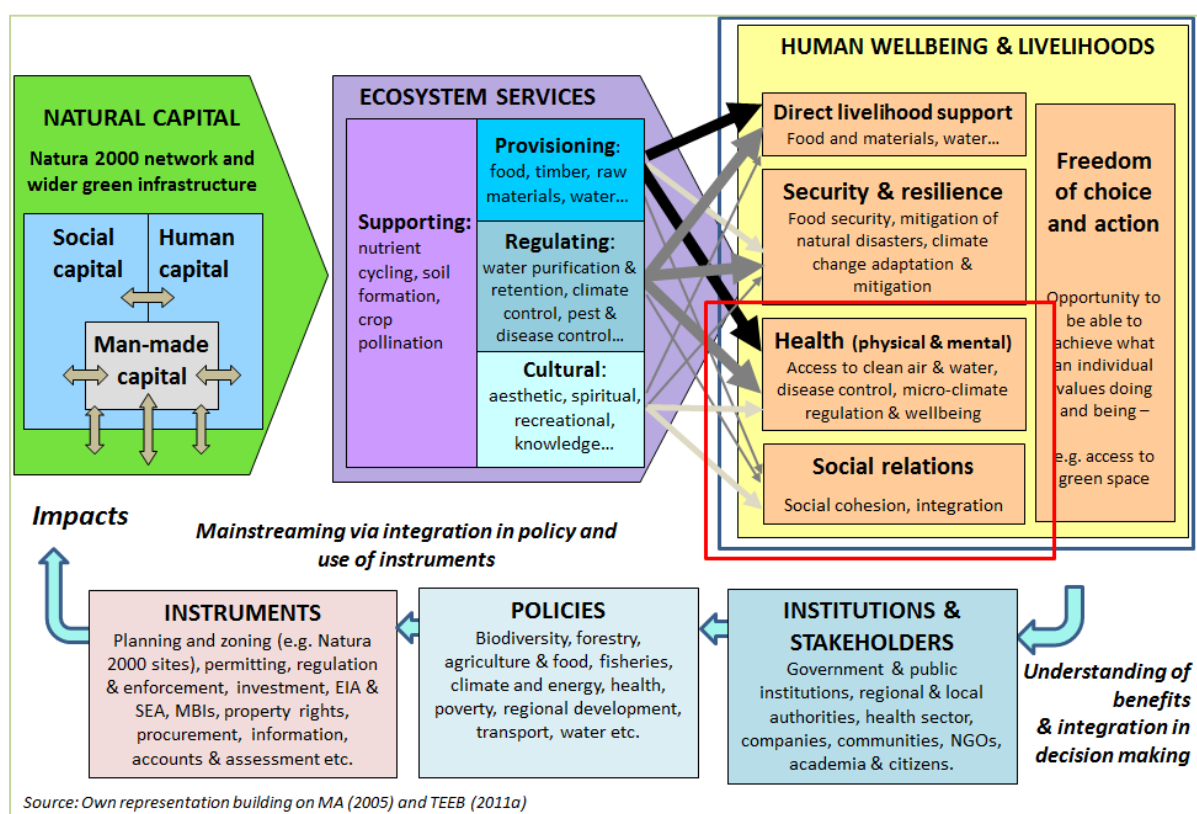 NATURAL CAPITAL
Natura 2000 network and
wider green infrastructure
Social
capital
Human
capital
Man-made
capital
ECOSYSTEM SERVICES
Supporting:
nutrient
cycling, soil
formation,
crop
pollination
Provisioning:
food, timber, raw
materials, water…
Regulating:
water purification &
retention, climate
control, pest &
disease control…
Cultural:
aesthetic, spiritual,
recreational,
knowledge…
HUMAN WELLBEING & LIVELIHOODS
Direct livelihood support
Food and materials, water…
Security & resilience
Food security, mitigation of
natural disasters, climate
change adaptation &
mitigation
Health (physical & mental)
Access to clean air & water,
disease control, micro-climate
regulation & wellbeing
Social relations
Social cohesion, integration
Freedom
of choice
and action
Opportunity to
be able to
achieve what
an individual
values doing
and being –
e.g. access to
green space
Impacts
Mainstreaming via integration in policy and
use of instruments
INSTRUMENTS
Planning and zoning (e.g. Natura
2000 sites), permitting, regulation
& enforcement, investment, EIA &
SEA, MBIs, property rights,
procurement, information,
accounts & assessment etc.
POLICIES
Biodiversity, forestry,
agriculture & food, fisheries,
climate and energy, health,
poverty, regional development,
transport, water etc.
INSTITUTIONS &
STAKEHOLDERS
Government & public
institutions, regional & local
authorities, health sector,
companies, communities, NGOs,
academia & citizens.
Understanding of
benefits
& integration in
decision making
Source: Own representation building on MA (2005) and TEEB (2011a)